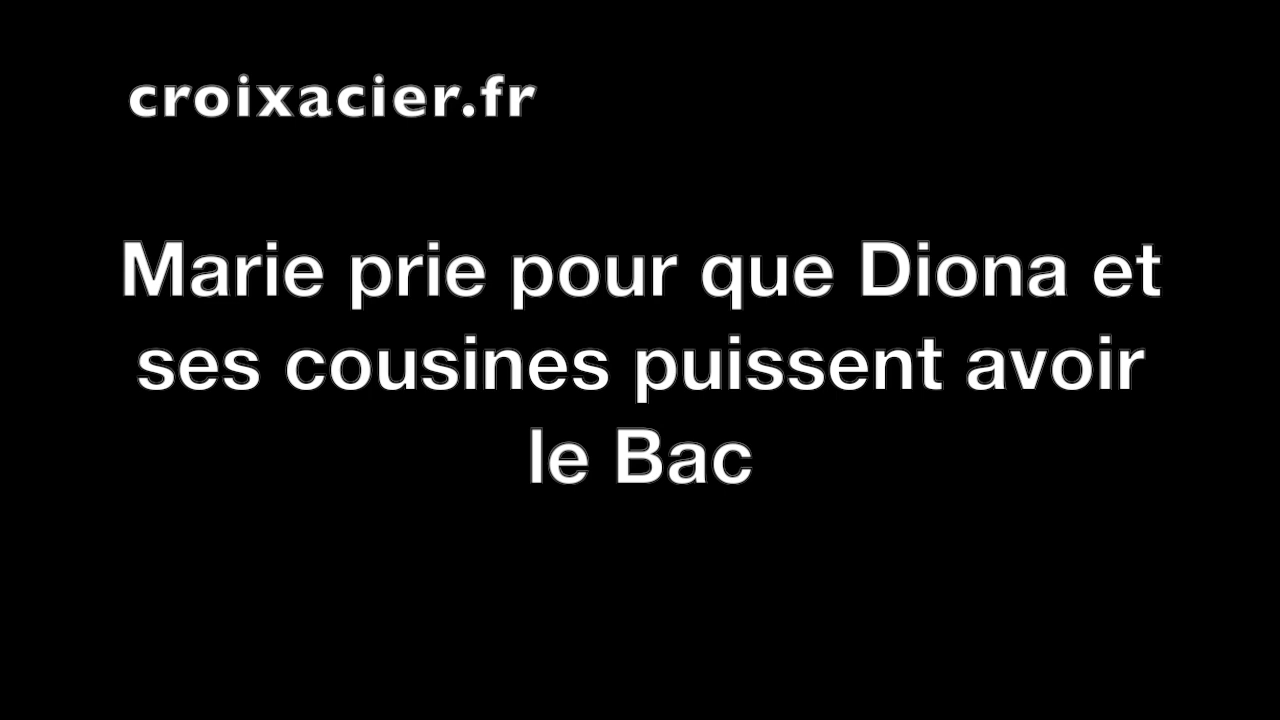 croixacier.fr
Marie prie pour que Diona et
ses cousines puissent avoir
le Bac